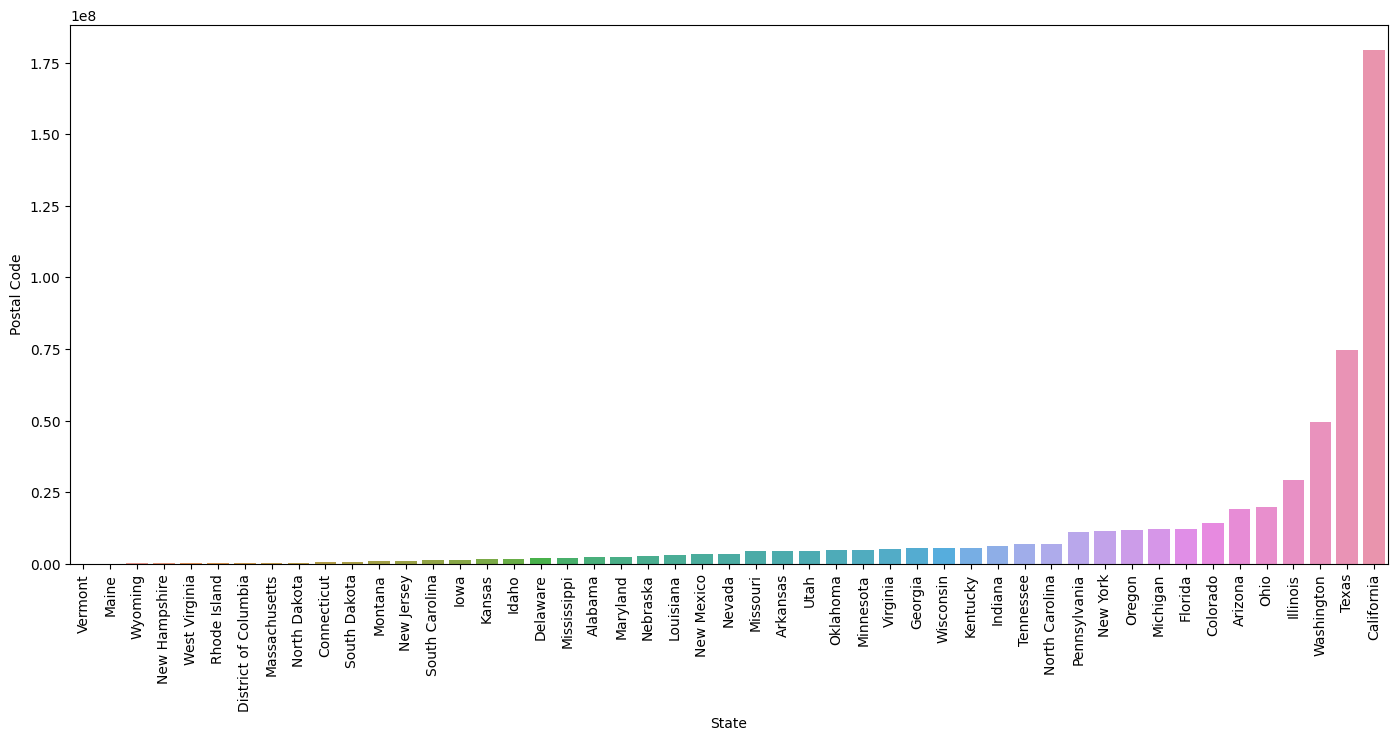 1e8
1.75
1.50
1.25
1.00
0.75
0.50
0.25
0.00
Postal Code
Vermont
Maine
Wyoming
New Hampshire
West Virginia
Rhode Island
District of Columbia
Massachusetts
North Dakota
Connecticut
South Dakota
Montana
New Jersey
South Carolina
Iowa
Kansas
Idaho
Delaware
Mississippi
Alabama
Maryland
Nebraska
Louisiana
New Mexico
Nevada
Missouri
Arkansas
Utah
Oklahoma
Minnesota
Virginia
Georgia
Wisconsin
Kentucky
Indiana
Tennessee
North Carolina
Pennsylvania
New York
Oregon
Michigan
Florida
Colorado
Arizona
Ohio
Illinois
Washington
Texas
California
State